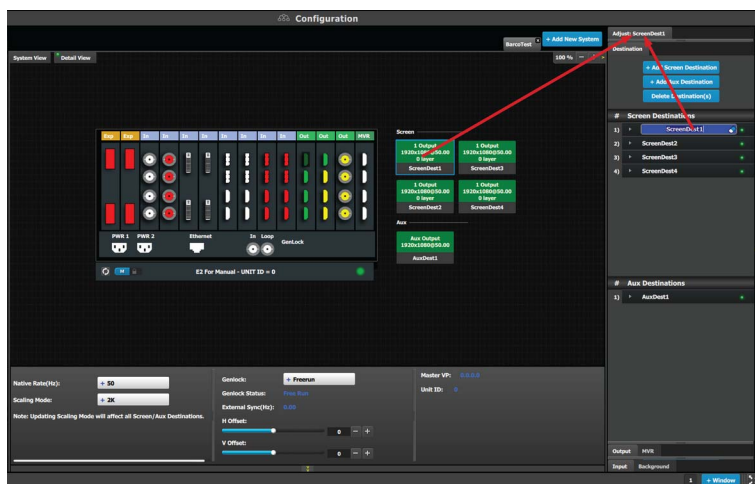 Configuration
BarcoTest
+ Add New System
Adjust: ScreenDest1
System View
Detail View
100 %
Destination
+ Add Screen Destination
+ Add Aux Destination
Delete Destination(s)
# Screen Destinations
1) ScreenDest1
2) ScreenDest2
3) ScreenDest3
4) ScreenDest4
Exp Exp In In In In In In In Out Out Out MVR
PWR 1 PWR 2 Ethernet In Loop GenLock
E2 For Manual - UNIT ID = 0
Screen
1 Output
1920x1080@50.00
0 layer
ScreenDest1
1 Output
1920x1080@50.00
0 layer
ScreenDest3
1 Output
1920x1080@50.00
0 layer
ScreenDest2
1 Output
1920x1080@50.00
0 layer
ScreenDest4
Aux
Aux Output
1920x1080@50.00
AuxDest1
# Aux Destinations
1) AuxDest1
Native Rate(Hz): + 50
Scaling Mode: + 2K
Note: Updating Scaling Mode will affect all Screen/Aux Destinations.
Genlock: + Freerun
Genlock Status: Free Run
External Sync(Hz): 0.00
H Offset:
0 - +
V Offset:
0 - +
Master VP: 0.0.0.0
Unit ID: 0
Output MVR
Input Background
1 + Window